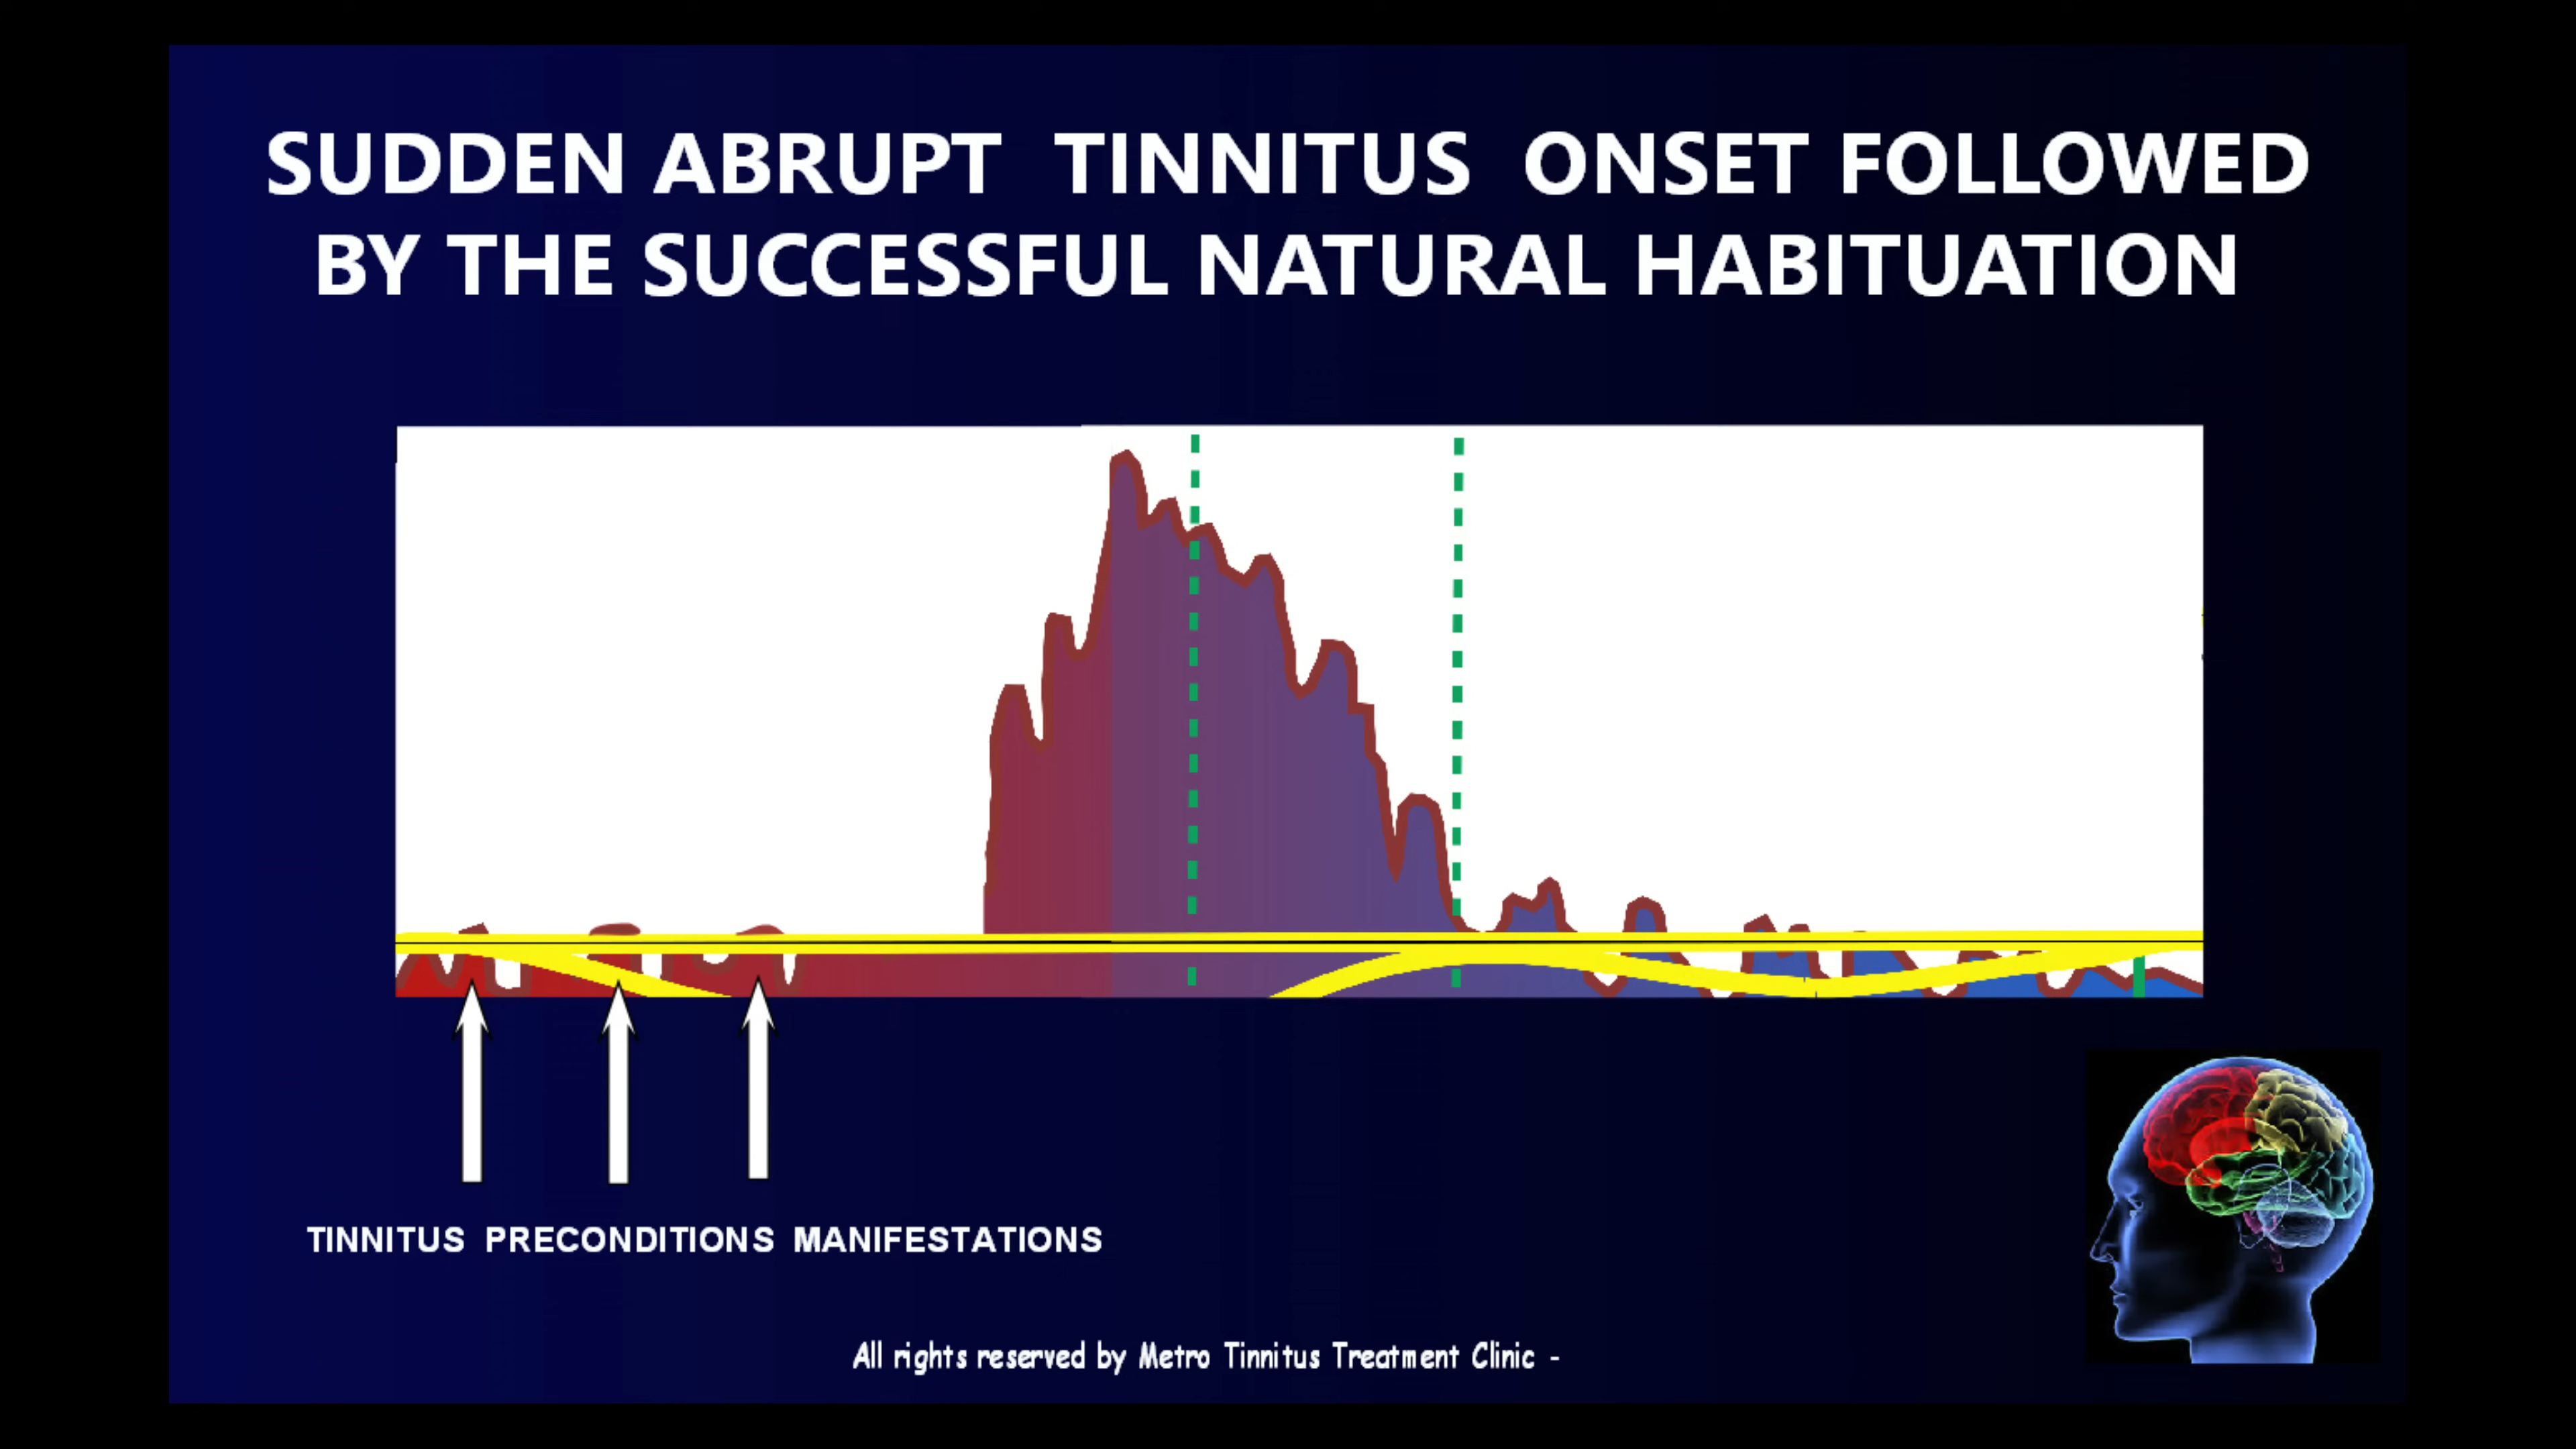 SUDDEN ABRUPT TINNITUS ONSET FOLLOWED
BY THE SUCCESSFUL NATURAL HABITUATION
TINNITUS PRECONDITIONS MANIFESTATIONS
All rights reserved by Metro Tinnitus Treatment Clinic -